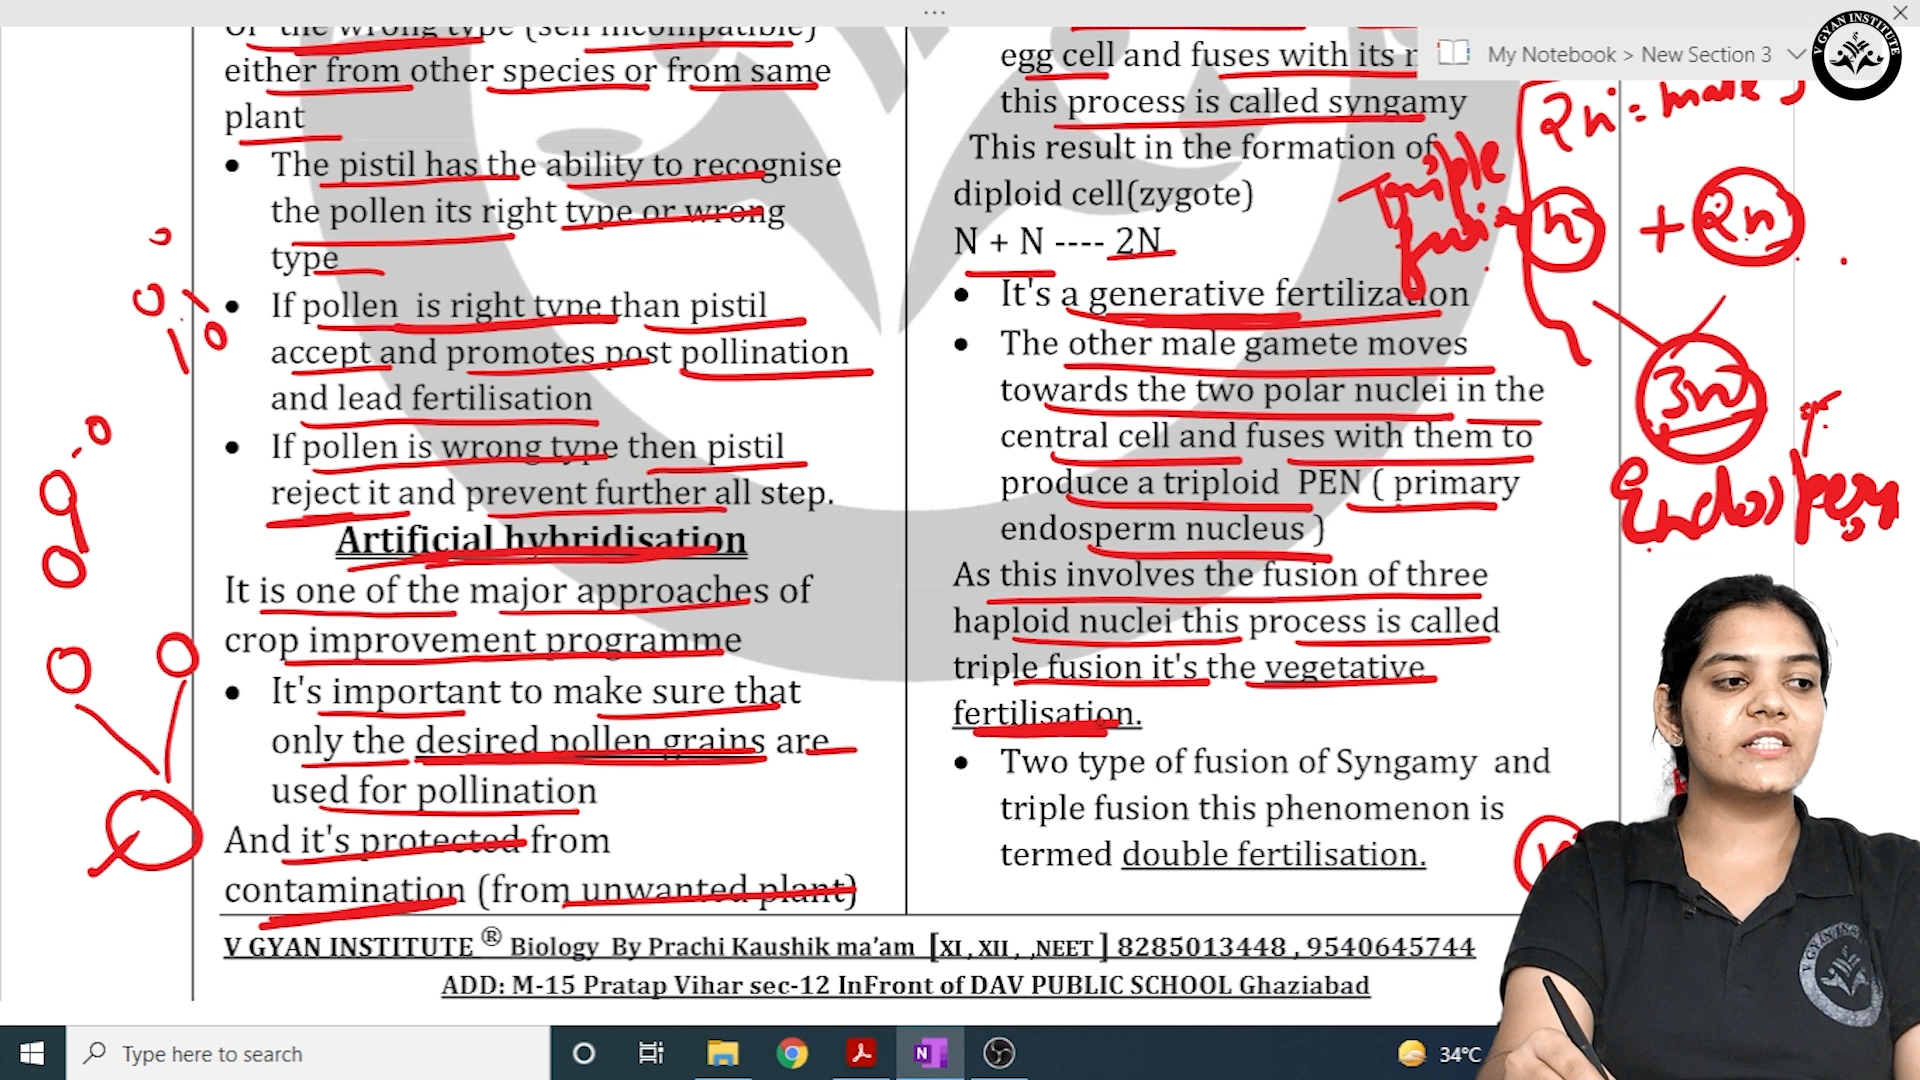 Or the wrong type (self incompatible)
either from other species or from same
plant
• The pistil has the ability to recognise
the pollen its right type or wrong
type
• If pollen is right type than pistil
accept and promotes post pollination
and lead fertilisation
• If pollen is wrong type then pistil
reject it and prevent further all step.
Artificial hybridisation
It is one of the major approaches of
crop improvement programme
• It's important to make sure that
only the desired pollen grains are
used for pollination
And it's protected from
contamination (from unwanted plant)
egg cell and fuses with its
this process is called syngamy
This result in the formation of
diploid cell(zygote)
N + N ---- 2N
• It's a generative fertilization
• The other male gamete moves
towards the two polar nuclei in the
central cell and fuses with them to
produce a triploid PEN ( primary
endosperm nucleus )
As this involves the fusion of three
haploid nuclei this process is called
triple fusion it's the vegetative
fertilisation.
• Two type of fusion of Syngamy and
triple fusion this phenomenon is
termed double fertilisation.
My Notebook > New Section 3
V GYAN INSTITUTE
2n = male
Triple
fusion
n + 2n
3n
Endosperm
n
V GYAN INSTITUTE ® Biology By Prachi Kaushik ma’am [XI , XII , ,NEET ] 8285013448 , 9540645744
ADD: M-15 Pratap Vihar sec-12 InFront of DAV PUBLIC SCHOOL Ghaziabad
Type here to search
34°C